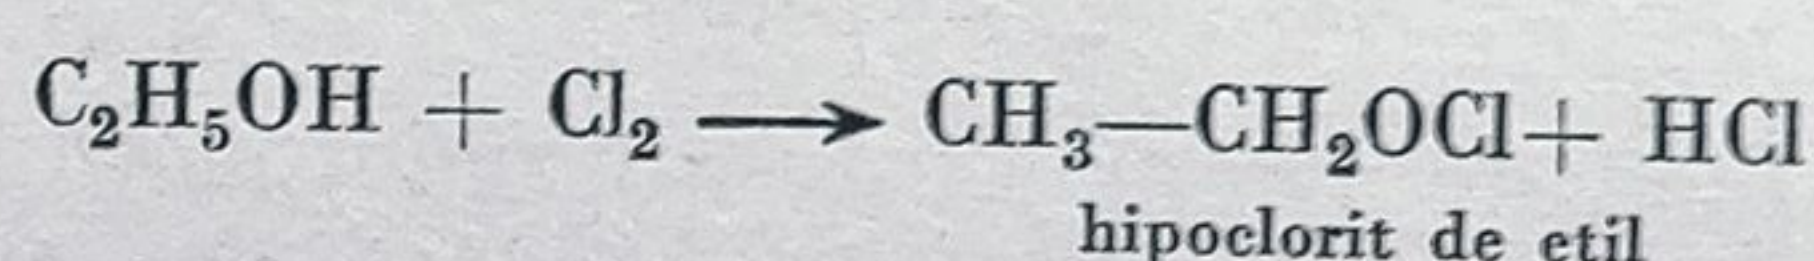 C₂H₅OH + Cl₂ ⟶ CH₃—CH₂OCl + HCl
hipoclorit de etil